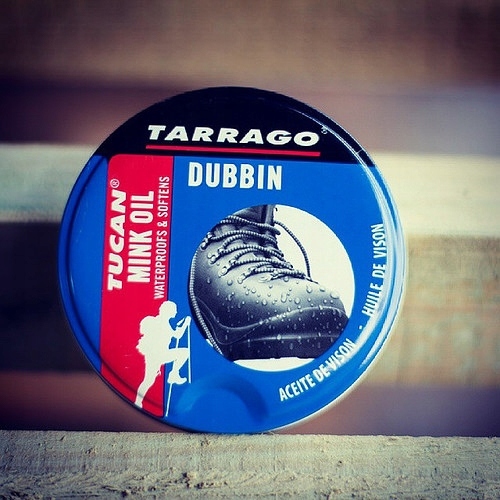 TARRAGO®
DUBBIN
TUCAN®
MINK OIL
WATERPROOFS & SOFTENS
ACEITE DE VISON - HUILE DE VISON